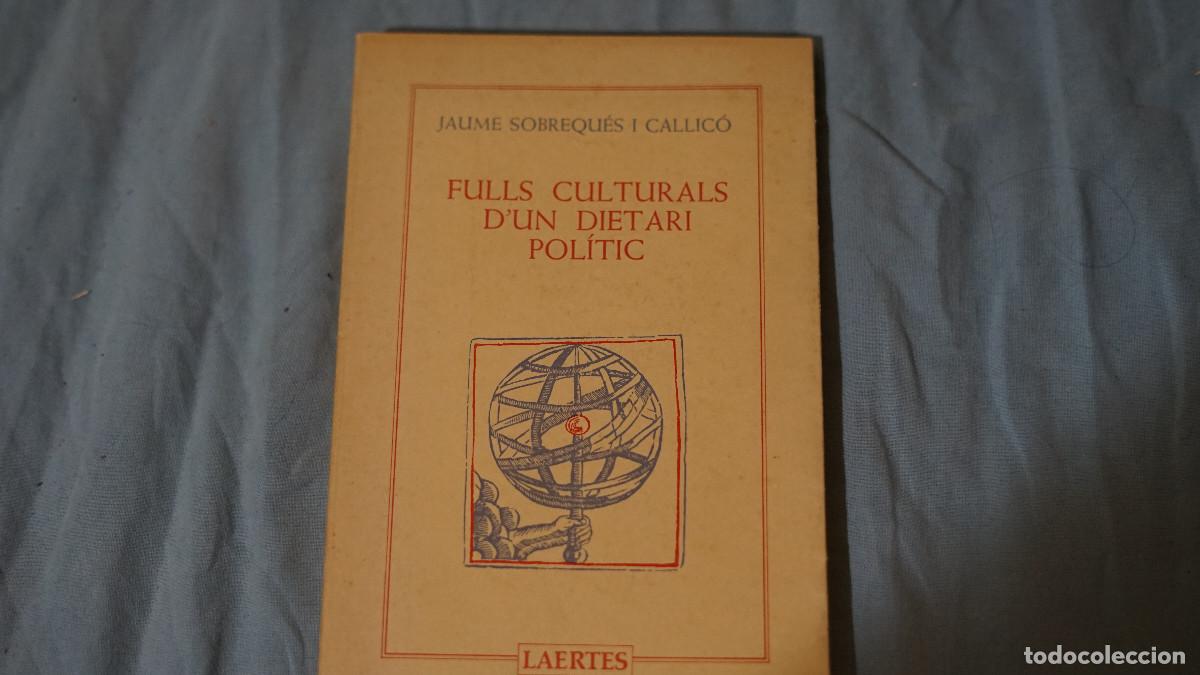 JAUME SOBREQUÉS I CALLICÓ
FULLS CULTURALS
D'UN DIETARI
POLÍTIC
LAERTES
todocoleccion